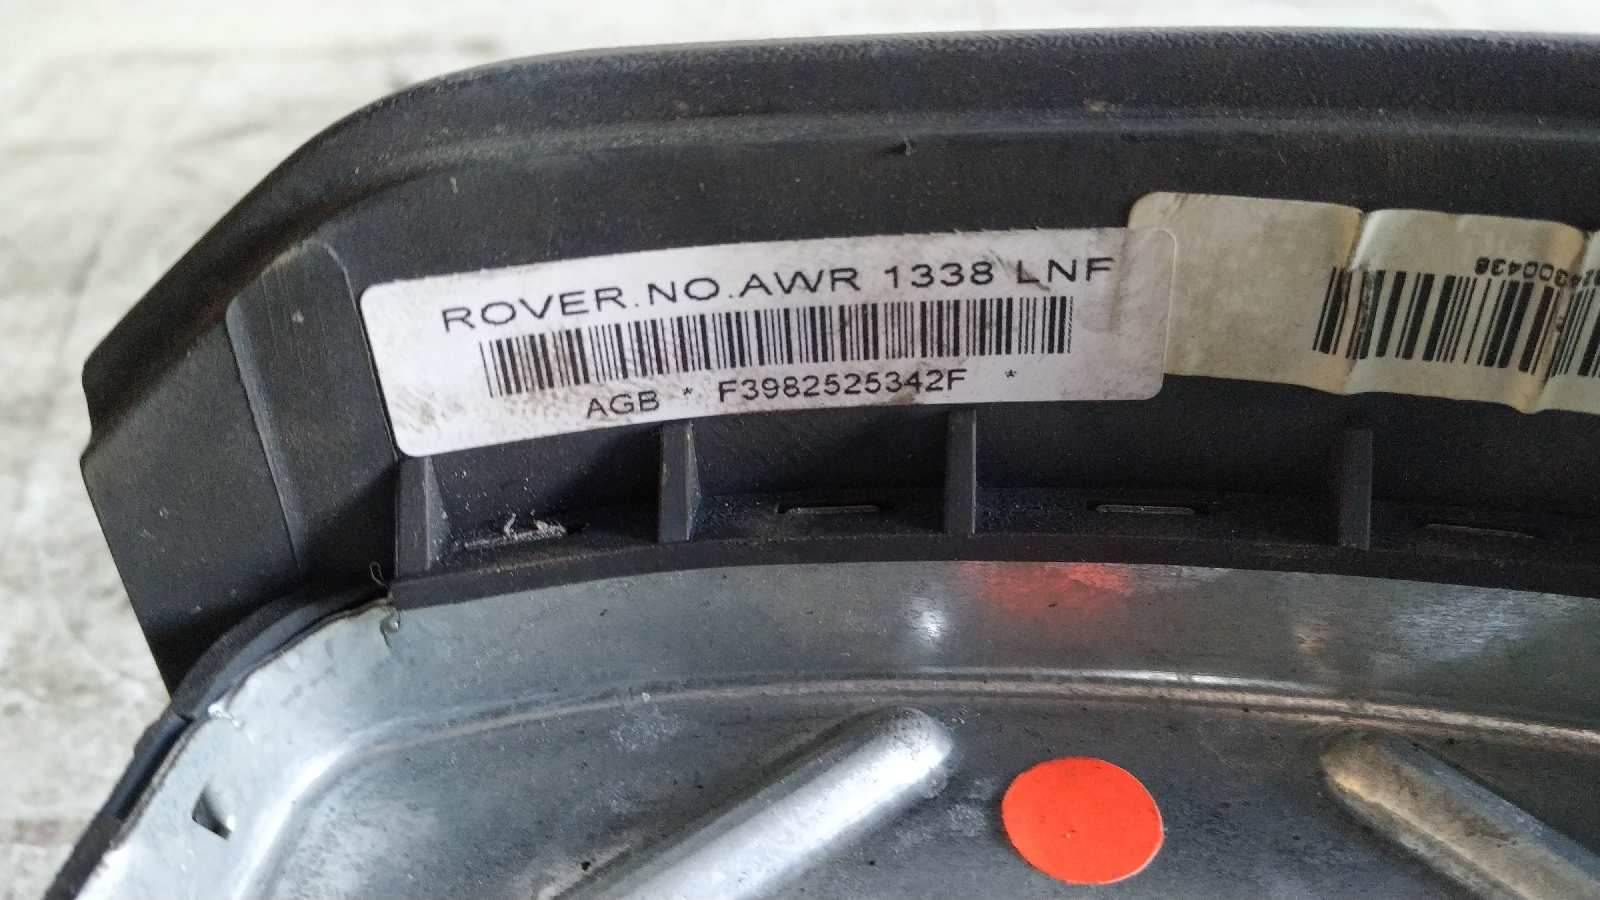 ROVER.NO.AWR 1338 LNF
AGB * F3982525342F *